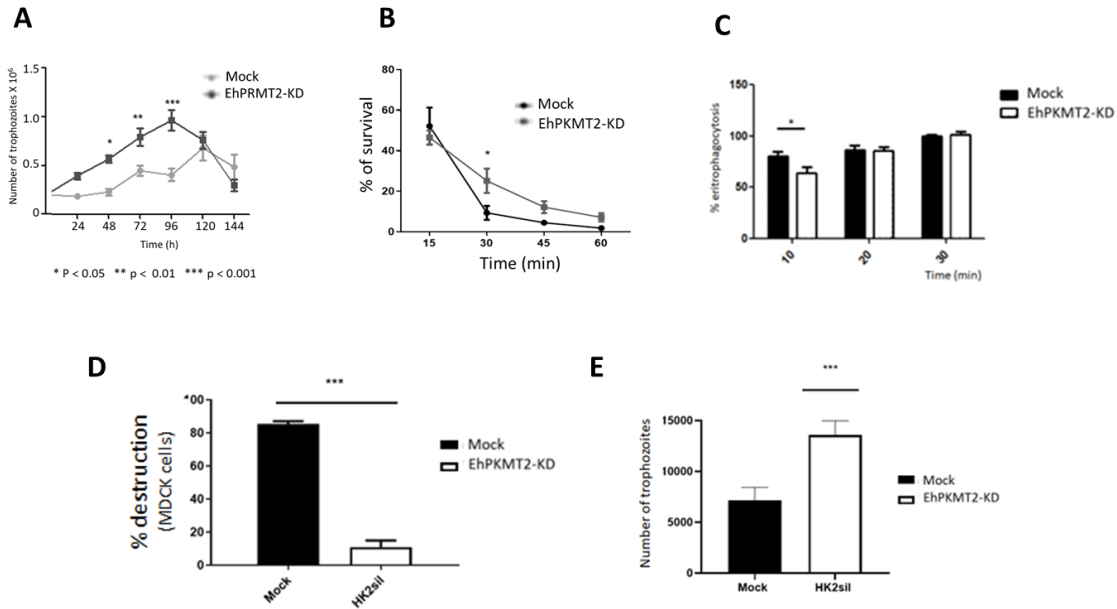 A
Number of trophozoites X 10⁶
1.5
1.0
0.5
0
*
**
***
Mock
EhPRMT2-KD
24 48 72 96 120 144
Time (h)
* P < 0.05 ** p < 0.01 *** p < 0.001
B
% of survival
80
60
40
20
0
*
Mock
EhPKMT2-KD
15 30 45 60
Time (min)
C
% eritrophagocytosis
150
100
50
0
*
Mock
EhPKMT2-KD
10 20 30
Time (min)
D
% destruction
(MDCK cells)
00
80
60
40
20
0
***
Mock
EhPKMT2-KD
Mock HK2sil
E
Number of trophozoites
15000
10000
5000
0
***
Mock
EhPKMT2-KD
Mock HK2sil